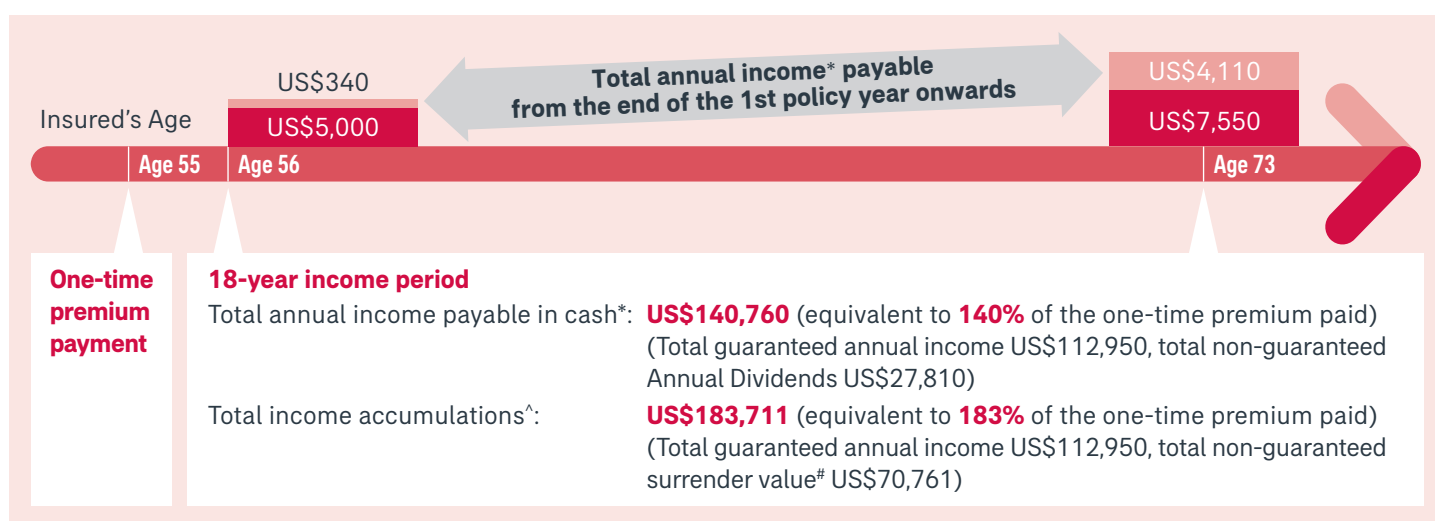 US$340
US$5,000
Total annual income* payable
from the end of the 1st policy year onwards
US$4,110
US$7,550
Insured's Age
Age 55
Age 56
Age 73
One-time
premium
payment
18-year income period
Total annual income payable in cash*: US$140,760 (equivalent to 140% of the one-time premium paid)
(Total guaranteed annual income US$112,950, total non-guaranteed
Annual Dividends US$27,810)
Total income accumulations^: US$183,711 (equivalent to 183% of the one-time premium paid)
(Total guaranteed annual income US$112,950, total non-guaranteed
surrender value# US$70,761)